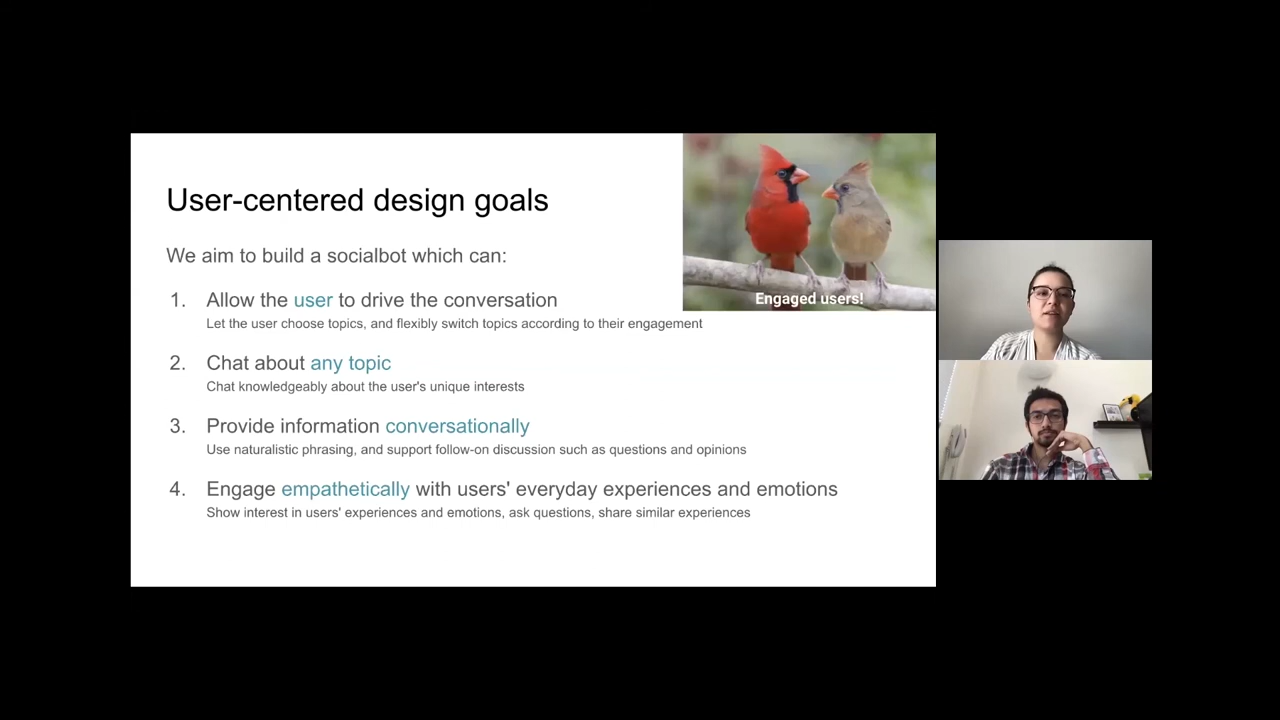 User-centered design goals
We aim to build a socialbot which can:
1. Allow the user to drive the conversation
Let the user choose topics, and flexibly switch topics according to their engagement
2. Chat about any topic
Chat knowledgeably about the user's unique interests
3. Provide information conversationally
Use naturalistic phrasing, and support follow-on discussion such as questions and opinions
4. Engage empathetically with users' everyday experiences and emotions
Show interest in users' experiences and emotions, ask questions, share similar experiences
Engaged users!